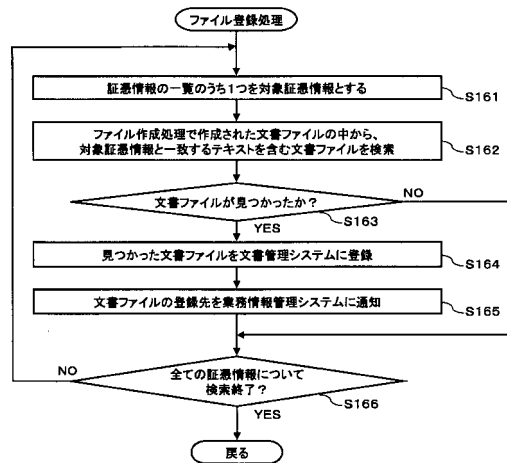 ファイル登録処理
証憑情報の一覧のうち1つを対象証憑情報とする
S161
ファイル作成処理で作成された文書ファイルの中から、
対象証憑情報と一致するテキストを含む文書ファイルを検索
S162
文書ファイルが見つかったか?
NO
S163
YES
見つかった文書ファイルを文書管理システムに登録
S164
文書ファイルの登録先を業務情報管理システムに通知
S165
NO
全ての証憑情報について
検索終了?
S166
YES
戻る